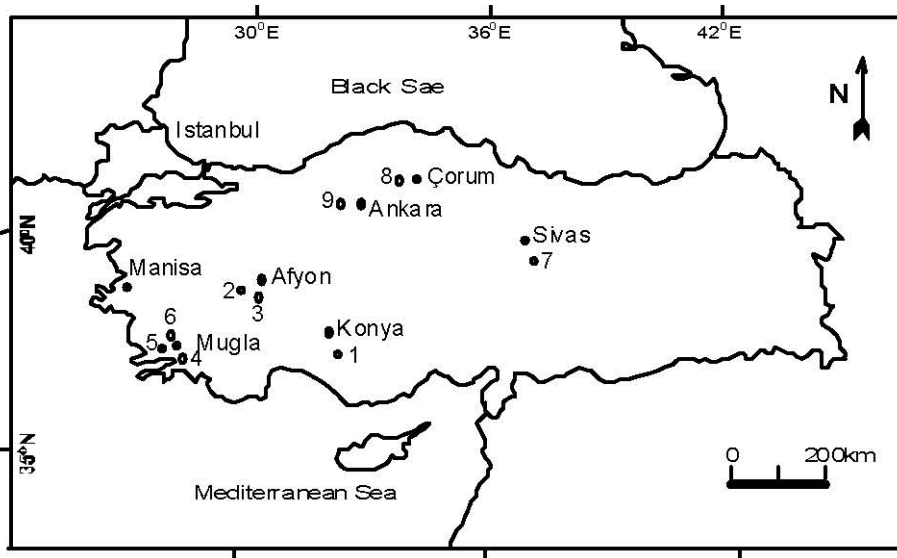 30°E 36°E 42°E
Black Sae
N
Istanbul
8 Çorum
9 Ankara
40°N
Sivas
7
Manisa
Afyon
2
3
6
Konya
5 Mugla
4
1
35°N
0 200km
Mediterranean Sea